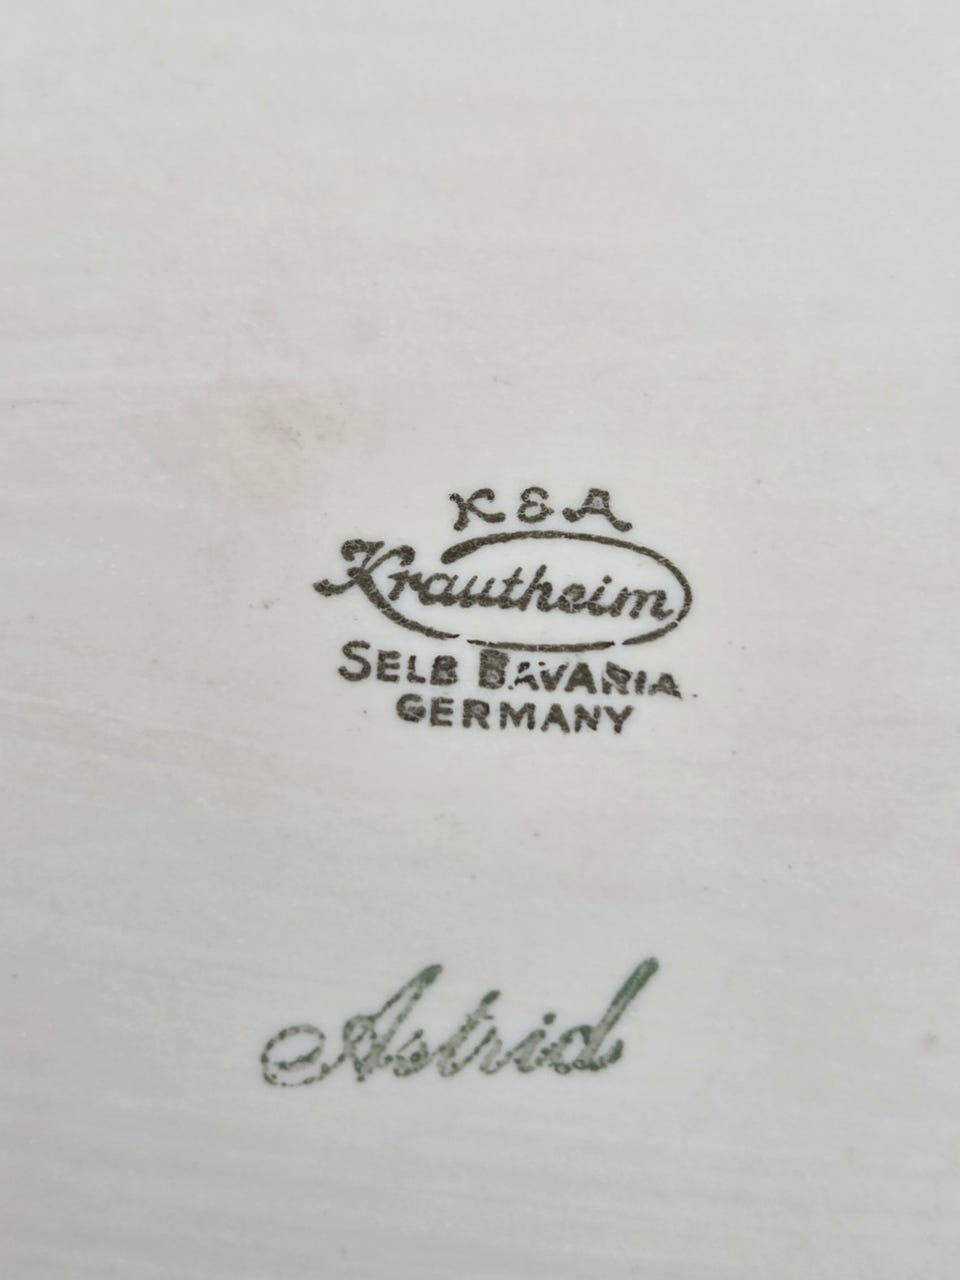 K & A
Krautheim
SELB BAVARIA
GERMANY
Astrid